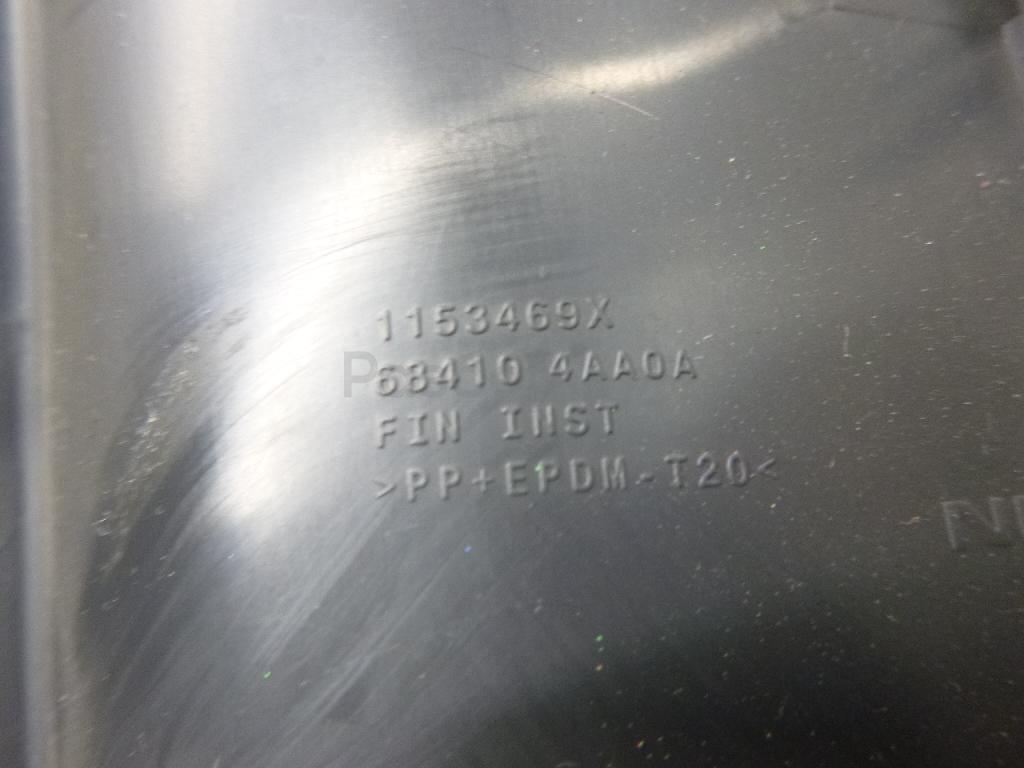 1153469X
68410 4AA0A
FIN INST
>PP+EPDM-T20<